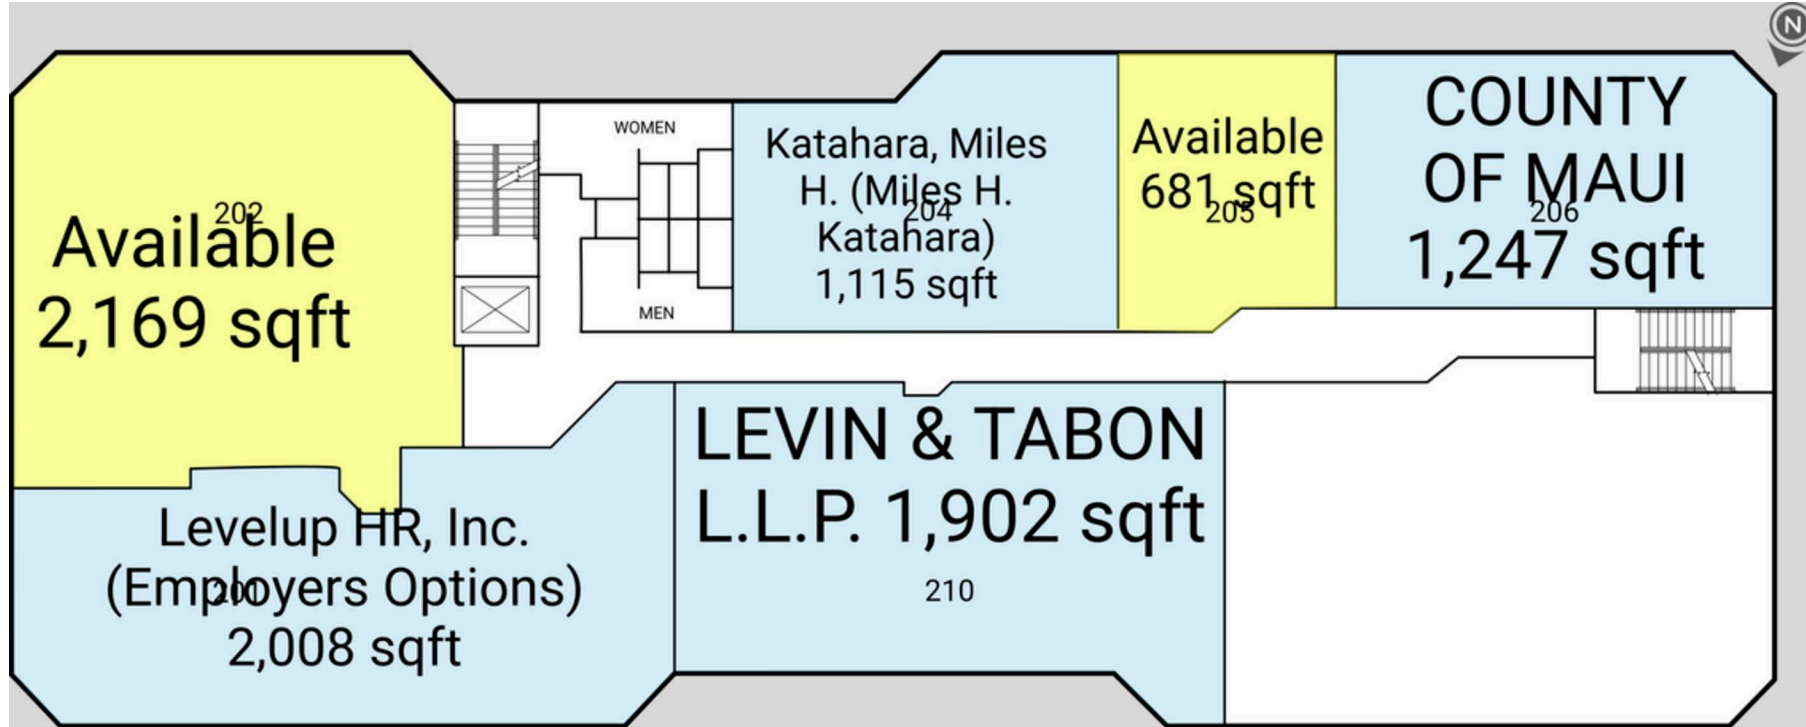 N
202
Available
2,169 sqft
WOMEN
MEN
Katahara, Miles
H. (Miles H.
204
Katahara)
1,115 sqft
Available
681 sqft
205
COUNTY
OF MAUI
206
1,247 sqft
Levelup HR, Inc.
(Employers Options)
201
2,008 sqft
LEVIN & TABON
L.L.P. 1,902 sqft
210